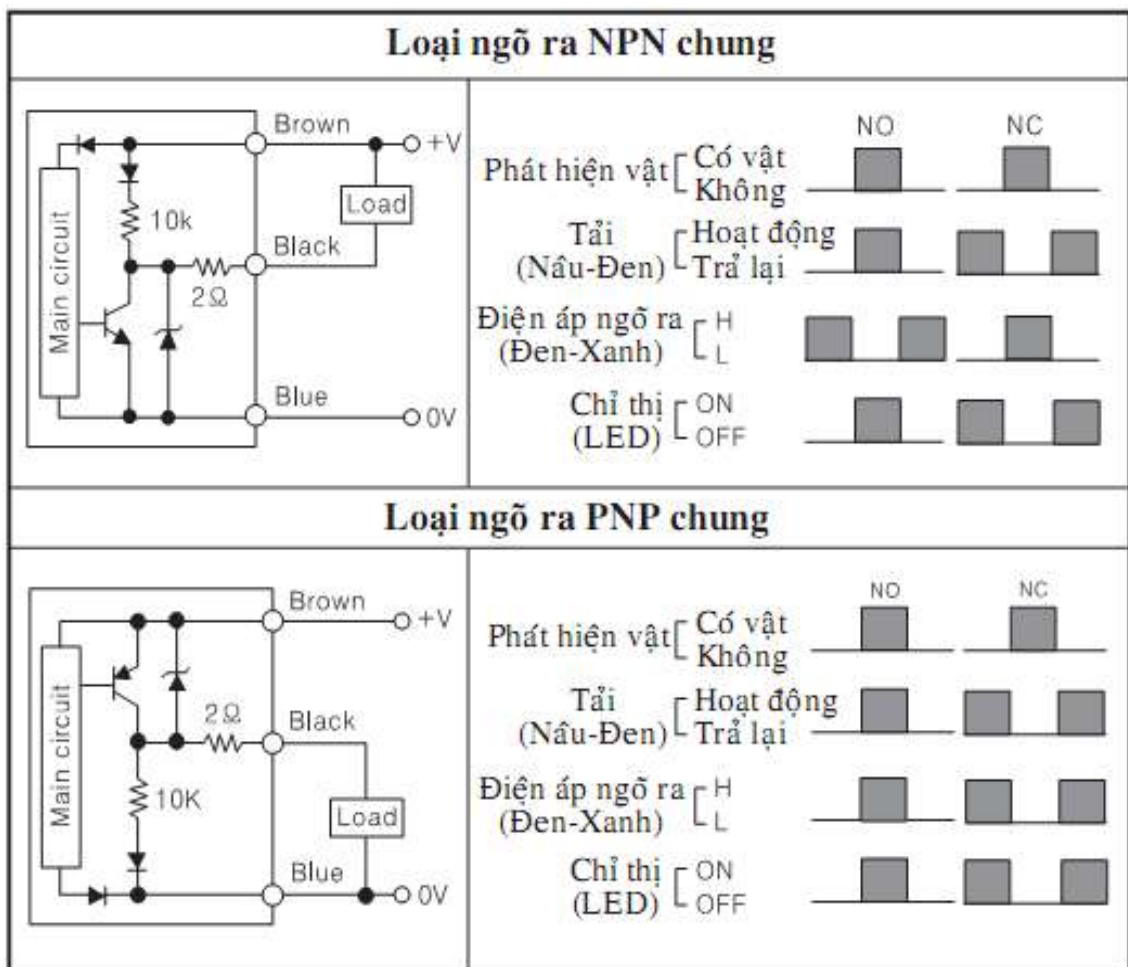 Loại ngõ ra NPN chung
Main circuit
Brown
+V
10k
Load
Black
2Ω
Blue
0V
NO
NC
Phát hiện vật
Có vật
Không
Tải
(Nâu-Đen)
Hoạt động
Trả lại
Điện áp ngõ ra
(Đen-Xanh)
H
L
Chỉ thị
(LED)
ON
OFF
Loại ngõ ra PNP chung
Main circuit
Brown
+V
2Ω
Black
10K
Load
Blue
0V
NO
NC
Phát hiện vật
Có vật
Không
Tải
(Nâu-Đen)
Hoạt động
Trả lại
Điện áp ngõ ra
(Đen-Xanh)
H
L
Chỉ thị
(LED)
ON
OFF